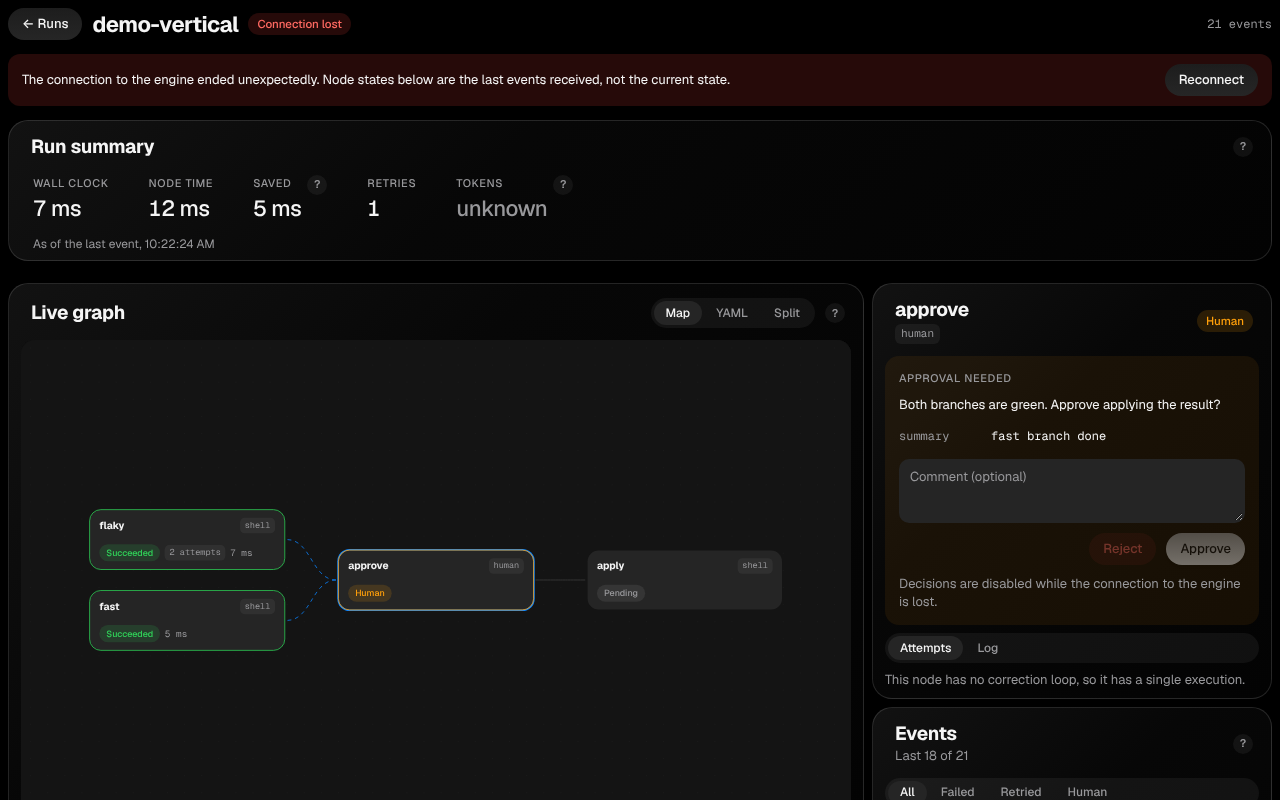 ← Runs
demo-vertical
Connection lost
21 events
The connection to the engine ended unexpectedly. Node states below are the last events received, not the current state.
Reconnect
Run summary
?
WALL CLOCK
7 ms
NODE TIME
12 ms
SAVED
?
5 ms
RETRIES
1
TOKENS
?
unknown
As of the last event, 10:22:24 AM
Live graph
Map
YAML
Split
?
flaky
shell
Succeeded
2 attempts
7 ms
fast
shell
Succeeded
5 ms
approve
human
Human
apply
shell
Pending
approve
human
Human
APPROVAL NEEDED
Both branches are green. Approve applying the result?
summary
fast branch done
Comment (optional)
Reject
Approve
Decisions are disabled while the connection to the engine
is lost.
Attempts
Log
This node has no correction loop, so it has a single execution.
Events
Last 18 of 21
?
All
Failed
Retried
Human